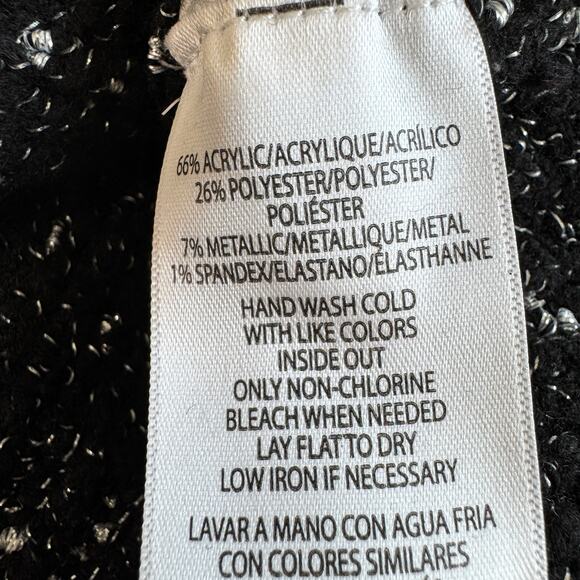 66% ACRYLIC/ACRYLIQUE/ACRÍLICO
26% POLYESTER/POLYESTER/
POLIÉSTER
7% METALLIC/METALLIQUE/METAL
1% SPANDEX/ELASTANO/ÉLASTHANNE
HAND WASH COLD
WITH LIKE COLORS
INSIDE OUT
ONLY NON-CHLORINE
BLEACH WHEN NEEDED
LAY FLAT TO DRY
LOW IRON IF NECESSARY
LAVAR A MANO CON AGUA FRIA
CON COLORES SIMILARES